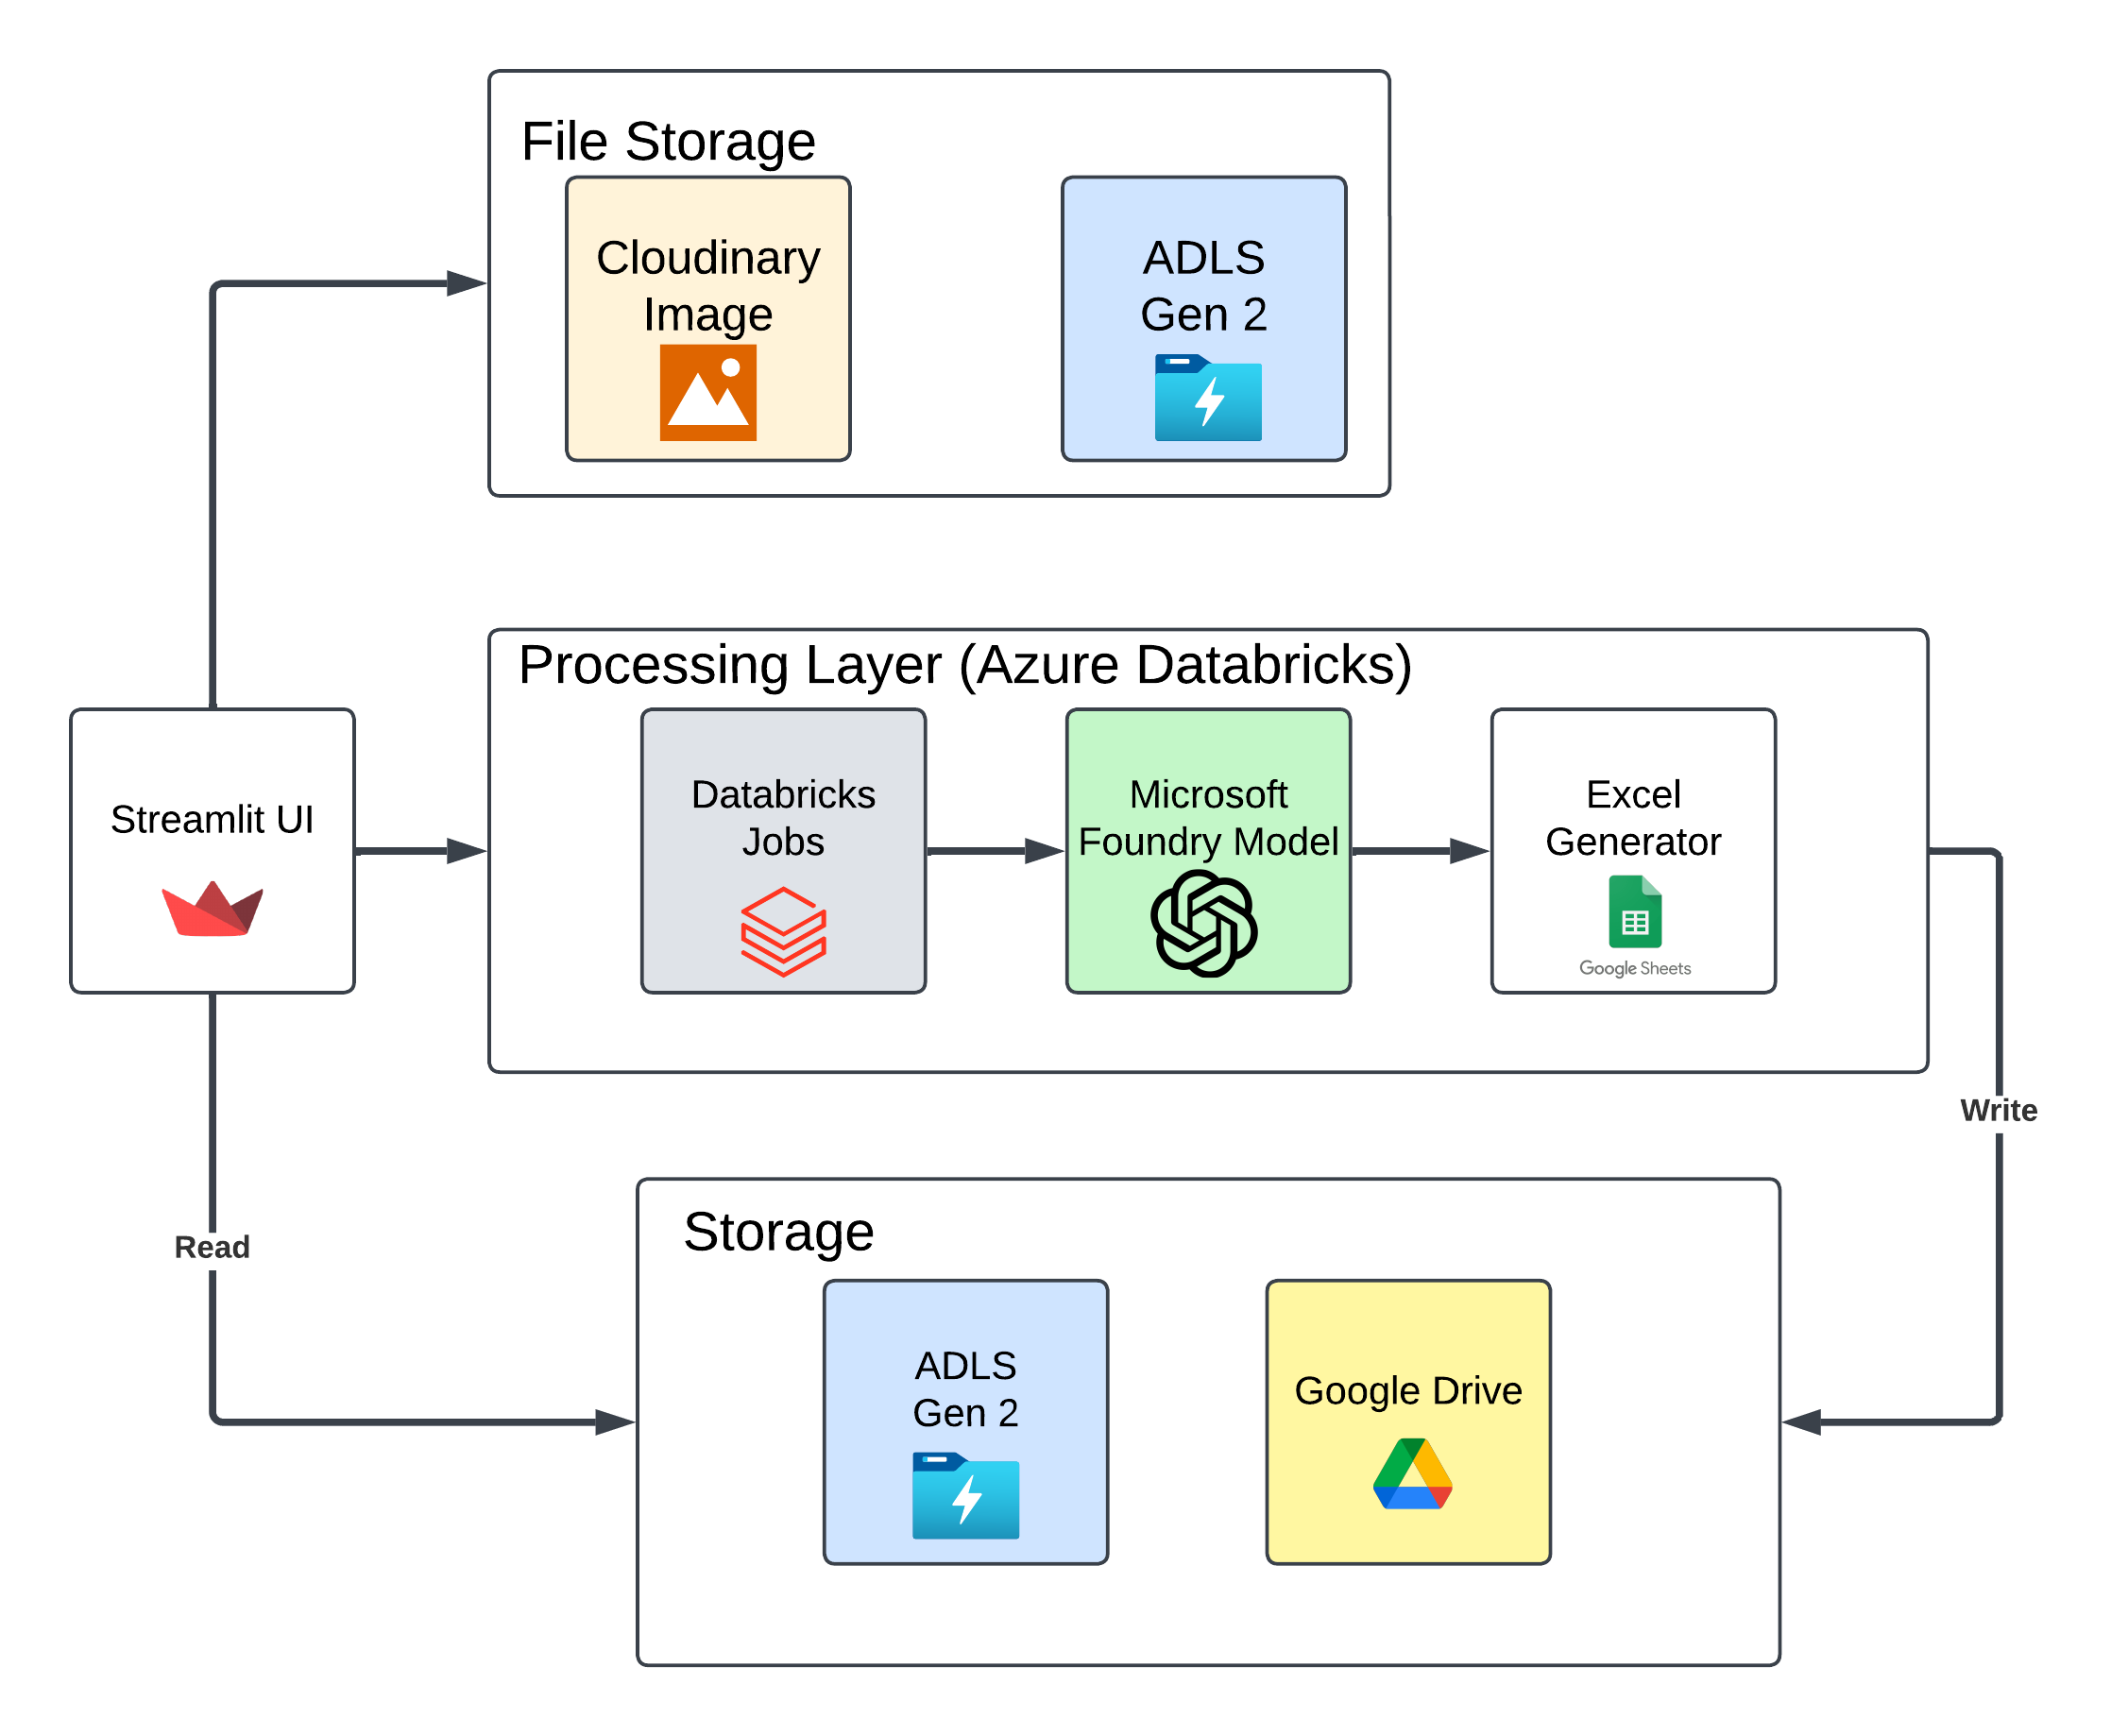 File Storage
Cloudinary
Image
ADLS
Gen 2
Processing Layer (Azure Databricks)
Streamlit UI
Databricks
Jobs
Microsoft
Foundry Model
Excel
Generator
Google Sheets
Write
Read
Storage
ADLS
Gen 2
Google Drive